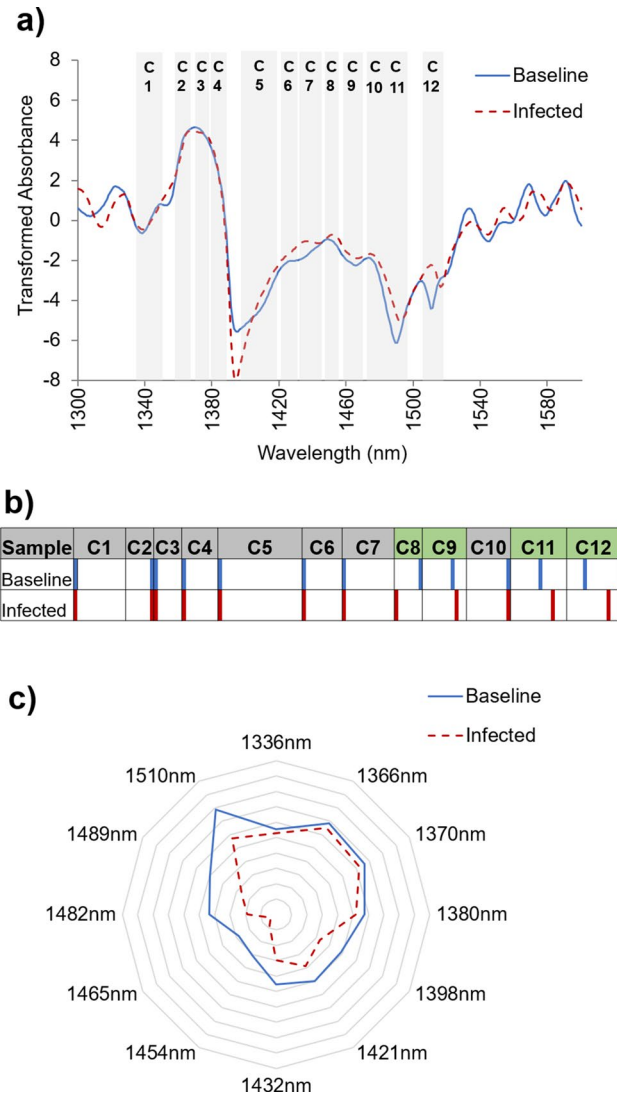 a)
8
6
4
2
0
-2
-4
-6
-8
Transformed Absorbance
C 1
C 2
C 3
C 4
C 5
C 6
C 7
C 8
C 9
C 10
C 11
C 12
Baseline
Infected
1300
1340
1380
1420
1460
1500
1540
1580
Wavelength (nm)
b)
Sample C1 C2 C3 C4 C5 C6 C7 C8 C9 C10 C11 C12
Baseline
Infected
c)
Baseline
Infected
1336nm
1510nm 1366nm
1489nm 1370nm
1482nm 1380nm
1465nm 1398nm
1454nm 1421nm
1432nm